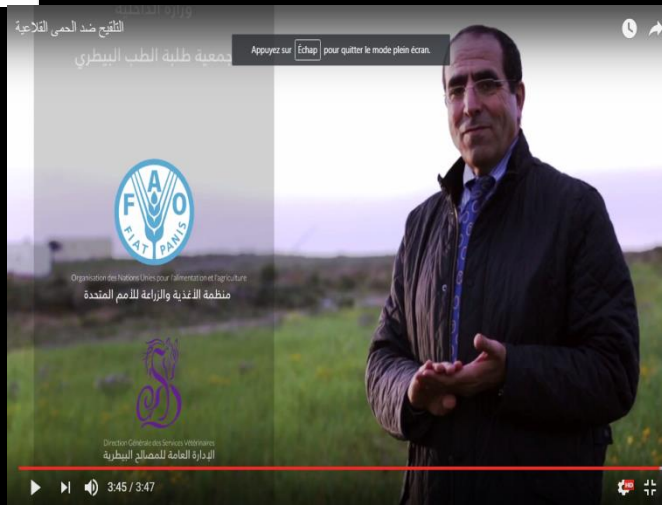 وزارة الداخلية
التلقيح ضد الحمى القلاعية
Appuyez sur Échap pour quitter le mode plein écran.
جمعية طلبة الطب البيطري
FAO
FIAT PANIS
Organisation des Nations Unies pour l'alimentation et l'agriculture
منظمة الأغذية والزراعة للأمم المتحدة
Direction Générale des Services Vétérinaires
الإدارة العامة للمصالح البيطرية
3:45 / 3:47
HD